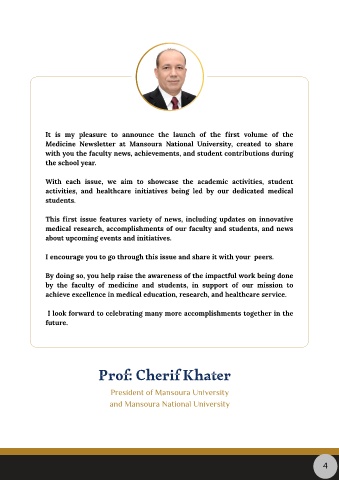 It is my pleasure to announce the launch of the first volume of the
Medicine Newsletter at Mansoura National University, created to share
with you the faculty news, achievements, and student contributions during
the school year.
With each issue, we aim to showcase the academic activities, student
activities, and healthcare initiatives being led by our dedicated medical
students.
This first issue features variety of news, including updates on innovative
medical research, accomplishments of our faculty and students, and news
about upcoming events and initiatives.
I encourage you to go through this issue and share it with your peers.
By doing so, you help raise the awareness of the impactful work being done
by the faculty of medicine and students, in support of our mission to
achieve excellence in medical education, research, and healthcare service.
I look forward to celebrating many more accomplishments together in the
future.
Prof: Cherif Khater
President of Mansoura University
and Mansoura National University
4